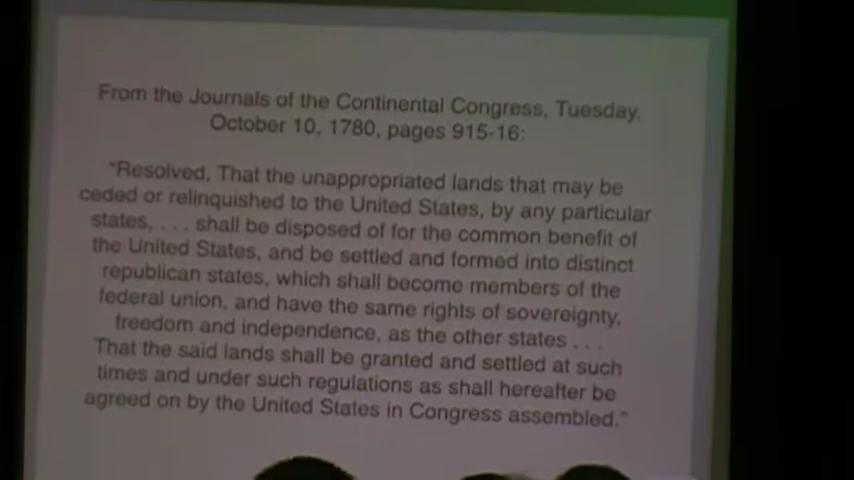 From the Journals of the Continental Congress, Tuesday,
October 10, 1780, pages 915-16:
"Resolved, That the unappropriated lands that may be
ceded or relinquished to the United States, by any particular
states, . . . shall be disposed of for the common benefit of
the United States, and be settled and formed into distinct
republican states, which shall become members of the
federal union, and have the same rights of sovereignty,
freedom and independence, as the other states . . .
That the said lands shall be granted and settled at such
times and under such regulations as shall hereafter be
agreed on by the United States in Congress assembled."